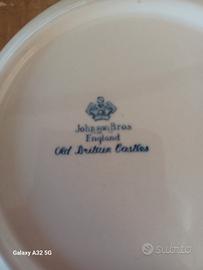 Johnson Bros
England
Old Britain Castles
Galaxy A32 5G
subito